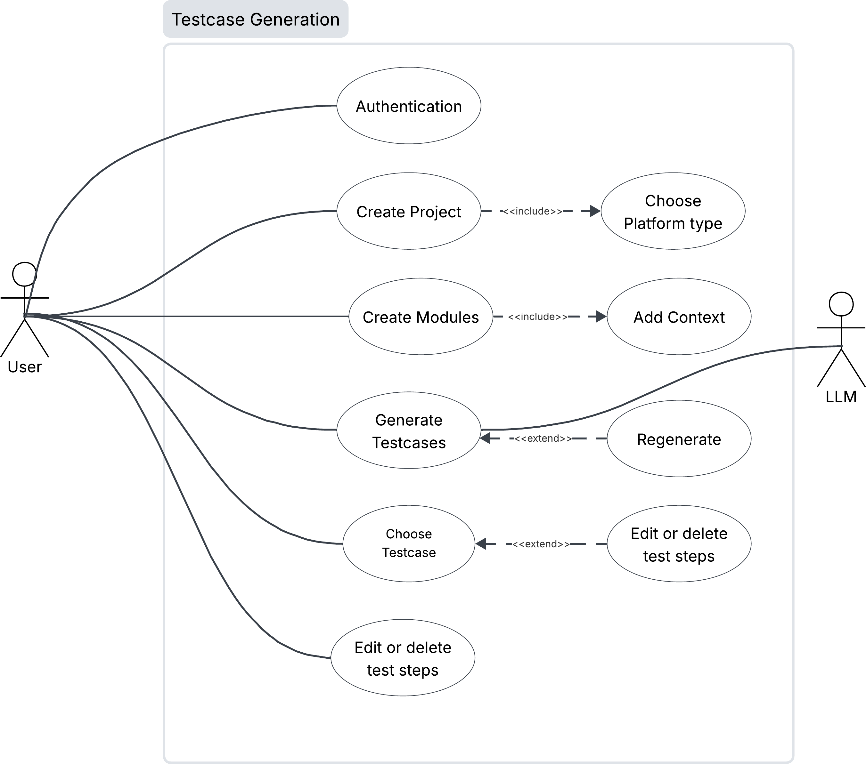 Testcase Generation
Authentication
Create Project
<<include>>
Choose
Platform type
Create Modules
<<include>>
Add Context
User
LLM
Generate
Testcases
<<extend>>
Regenerate
Choose
Testcase
<<extend>>
Edit or delete
test steps
Edit or delete
test steps